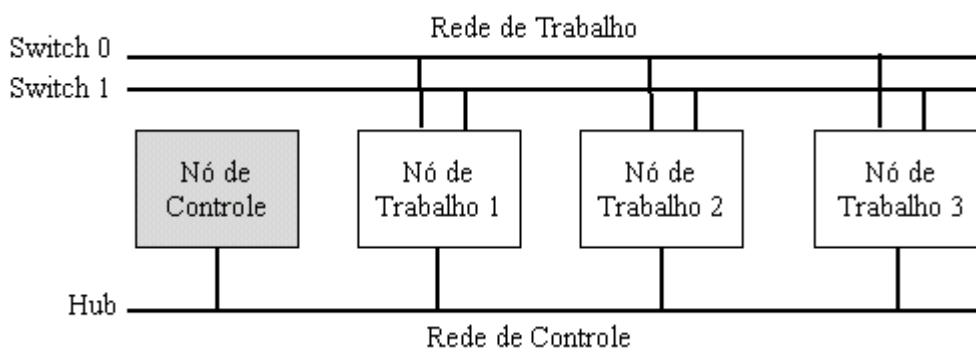 Rede de Trabalho
Switch 0
Switch 1
Nó de
Controle
Nó de
Trabalho 1
Nó de
Trabalho 2
Nó de
Trabalho 3
Hub
Rede de Controle